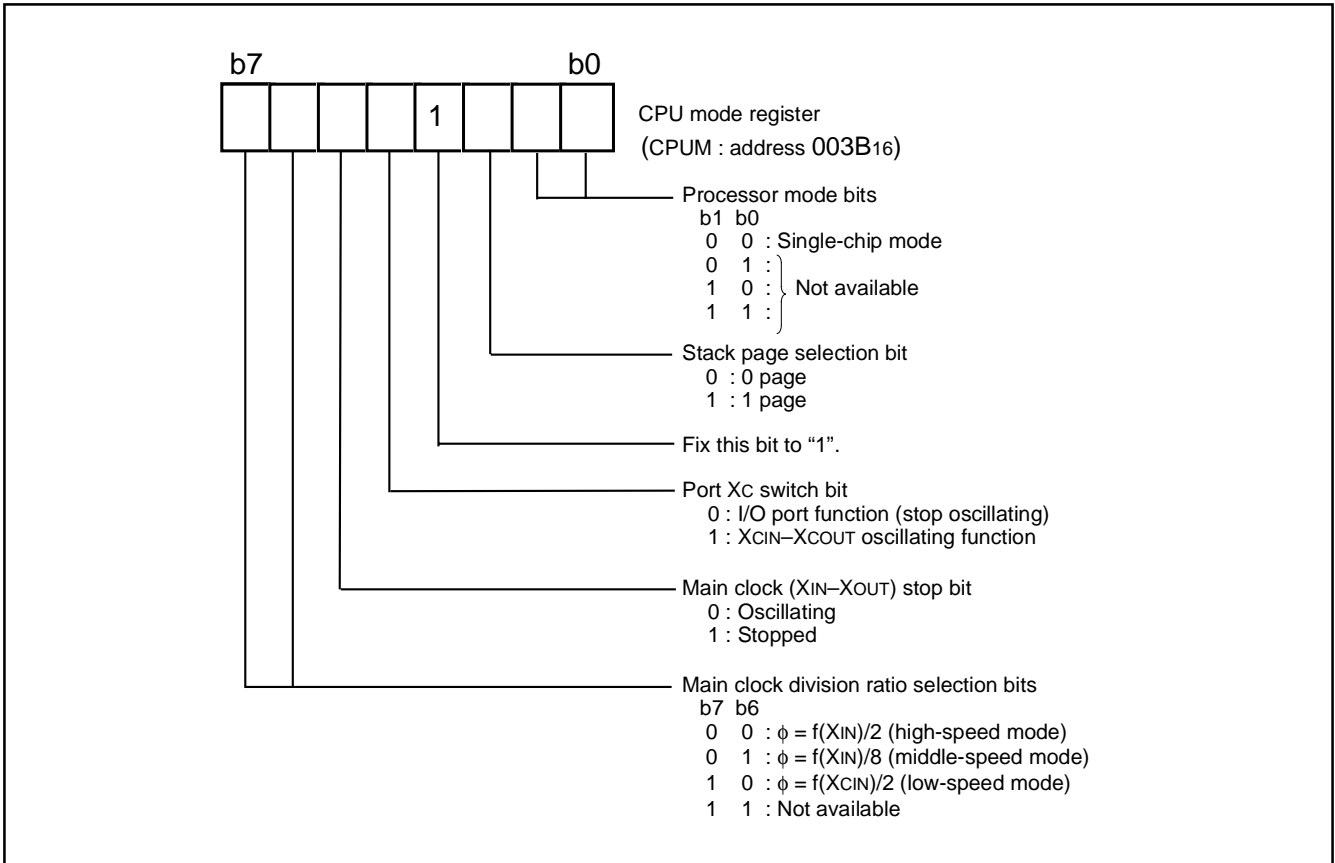 b7 b0
1
CPU mode register
(CPUM : address 003B16)
Processor mode bits
b1 b0
0 0 : Single-chip mode
0 1 :
1 0 : Not available
1 1 :
Stack page selection bit
0 : 0 page
1 : 1 page
Fix this bit to “1”.
Port XC switch bit
0 : I/O port function (stop oscillating)
1 : XCIN–XCOUT oscillating function
Main clock (XIN–XOUT) stop bit
0 : Oscillating
1 : Stopped
Main clock division ratio selection bits
b7 b6
0 0 : ϕ = f(XIN)/2 (high-speed mode)
0 1 : ϕ = f(XIN)/8 (middle-speed mode)
1 0 : ϕ = f(XCIN)/2 (low-speed mode)
1 1 : Not available